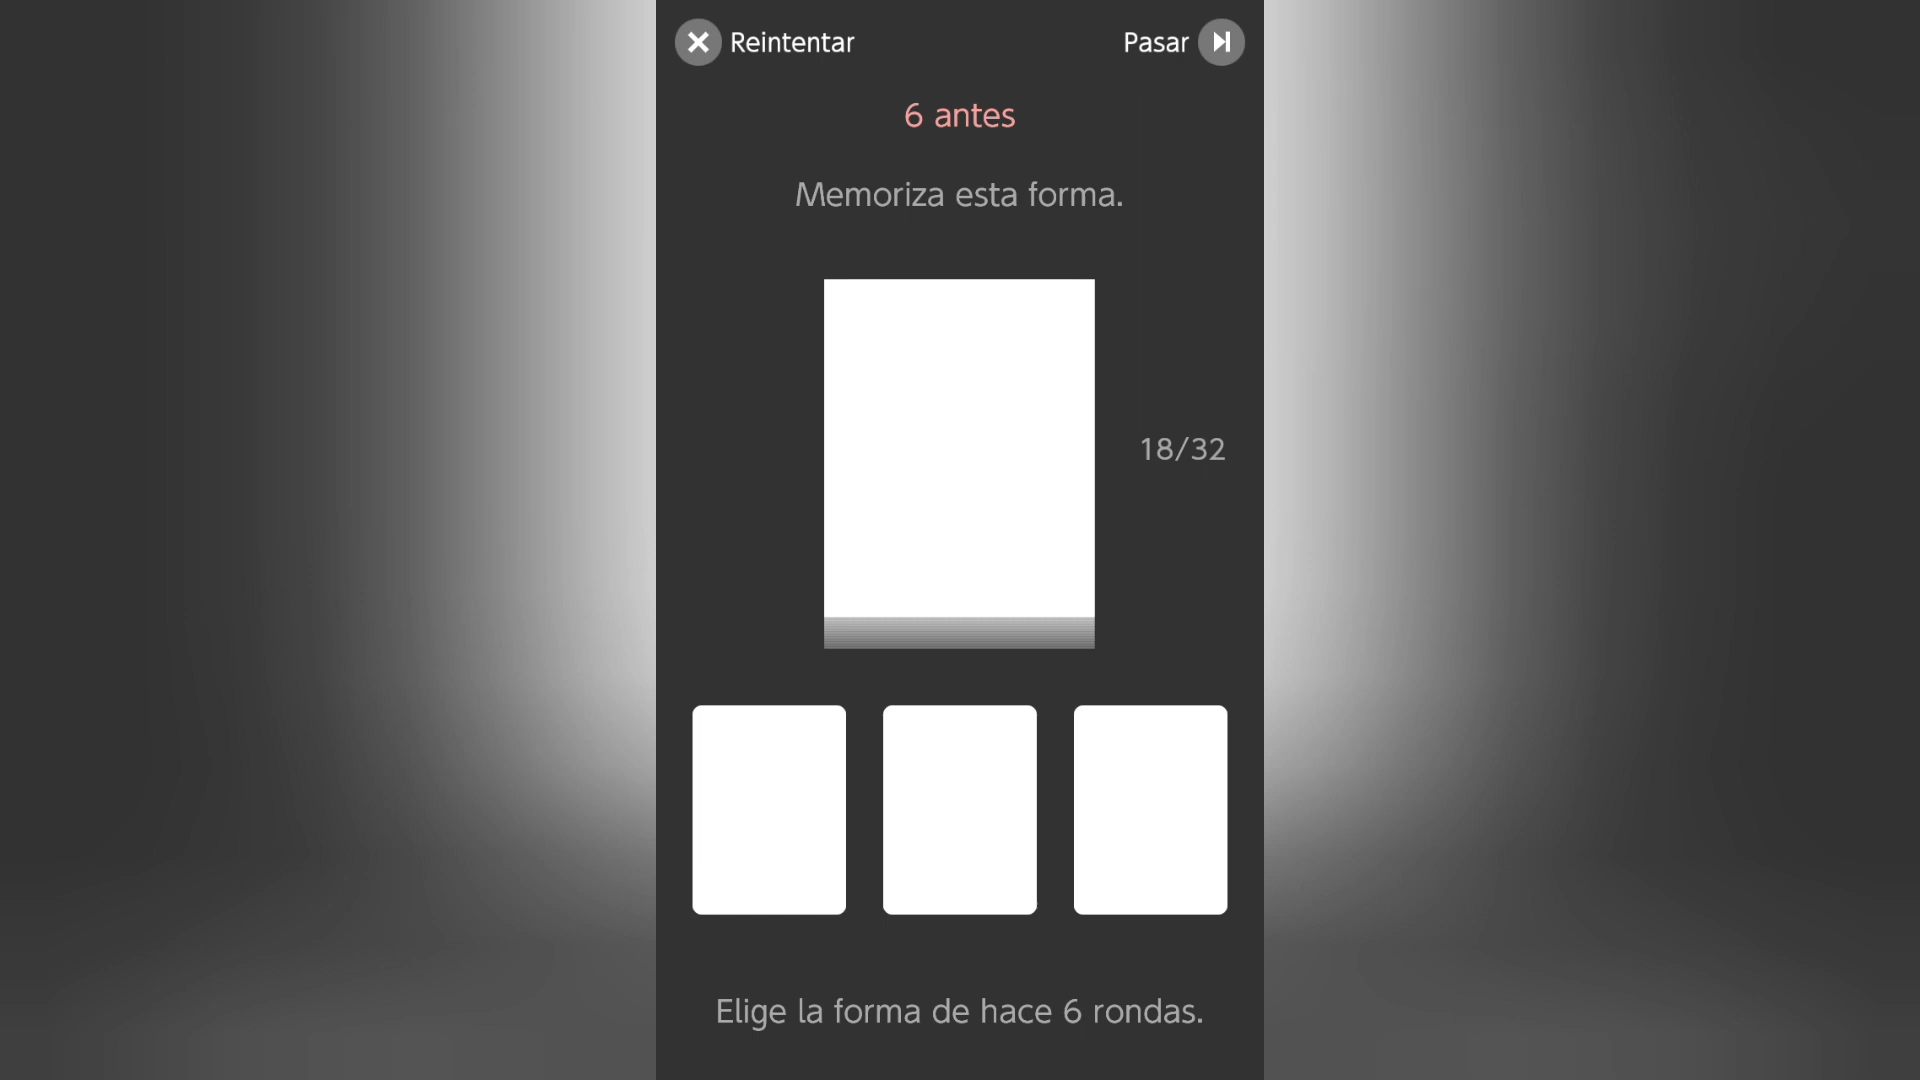 Reintentar
Pasar
6 antes
Memoriza esta forma.
18/32
Elige la forma de hace 6 rondas.